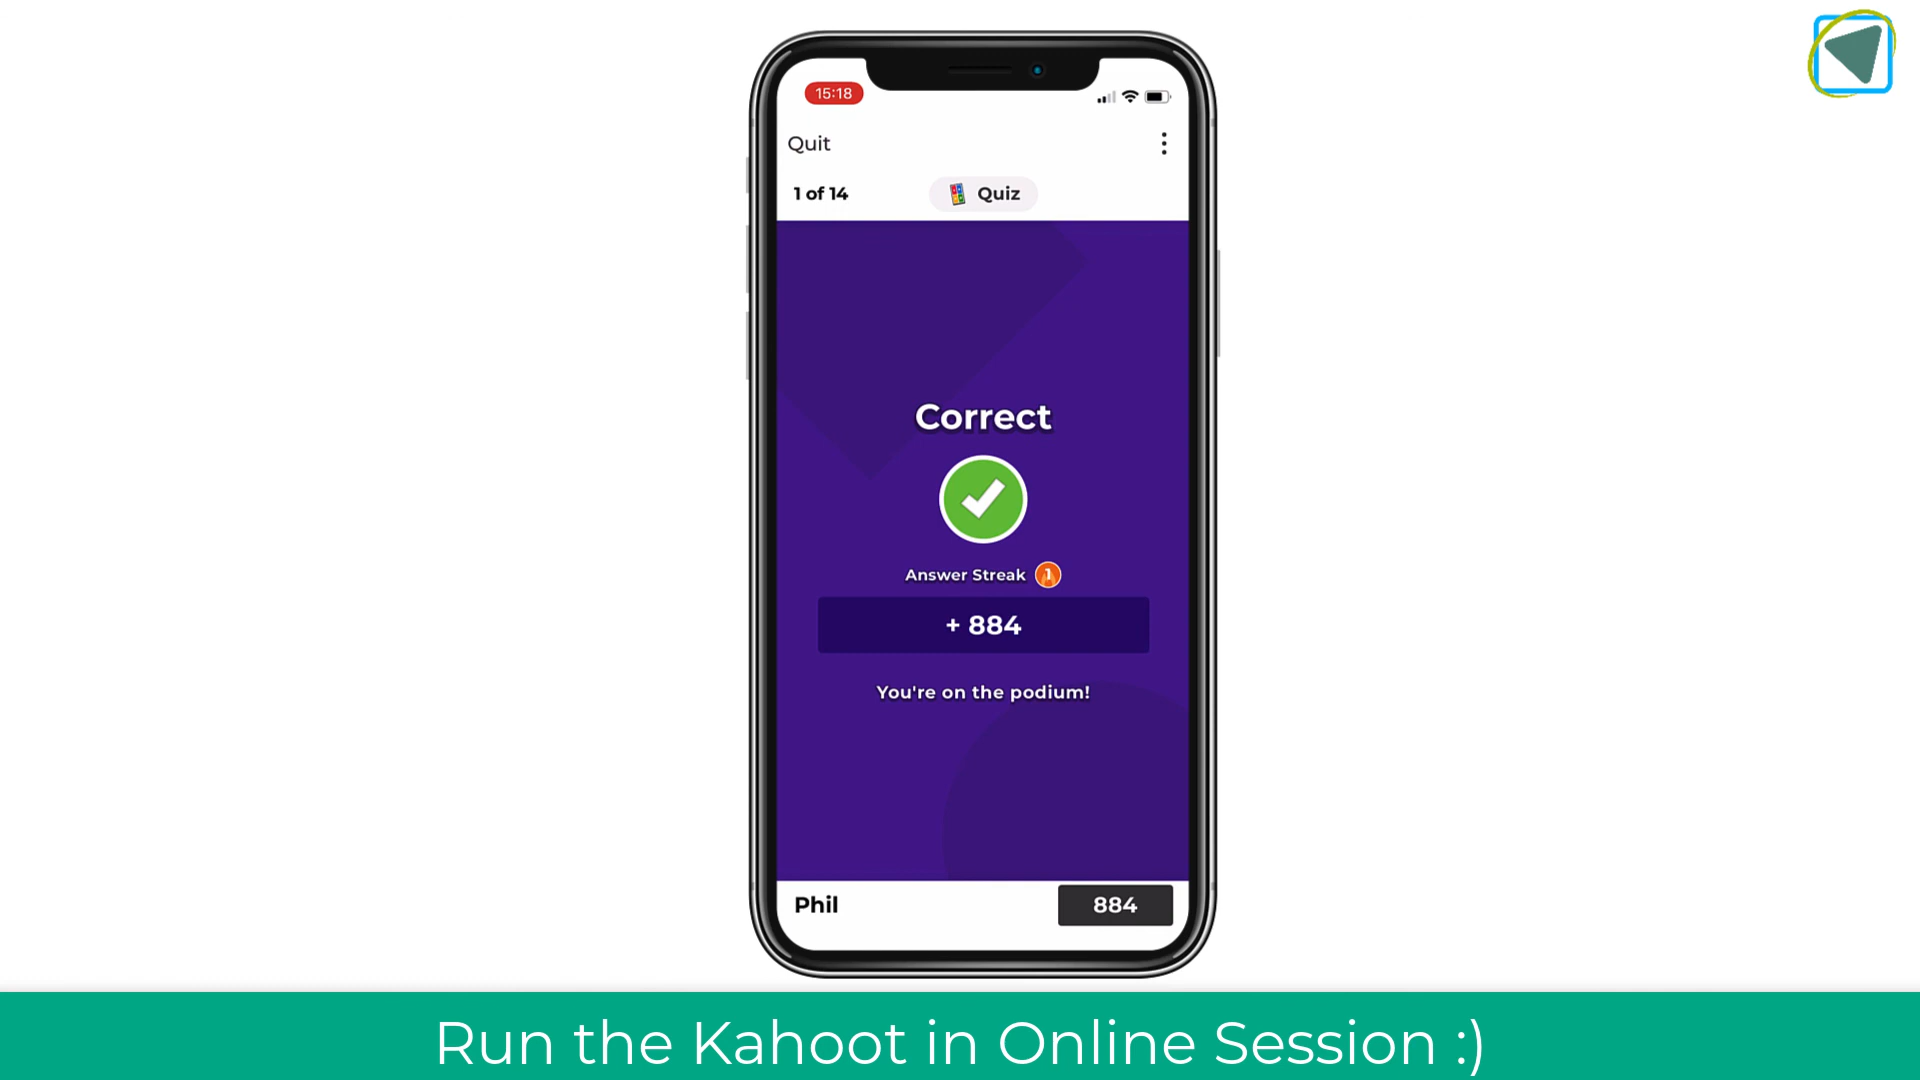 15:18
Quit
1 of 14
Quiz
Correct
Answer Streak 1
+ 884
You're on the podium!
Phil
884
Run the Kahoot in Online Session :)